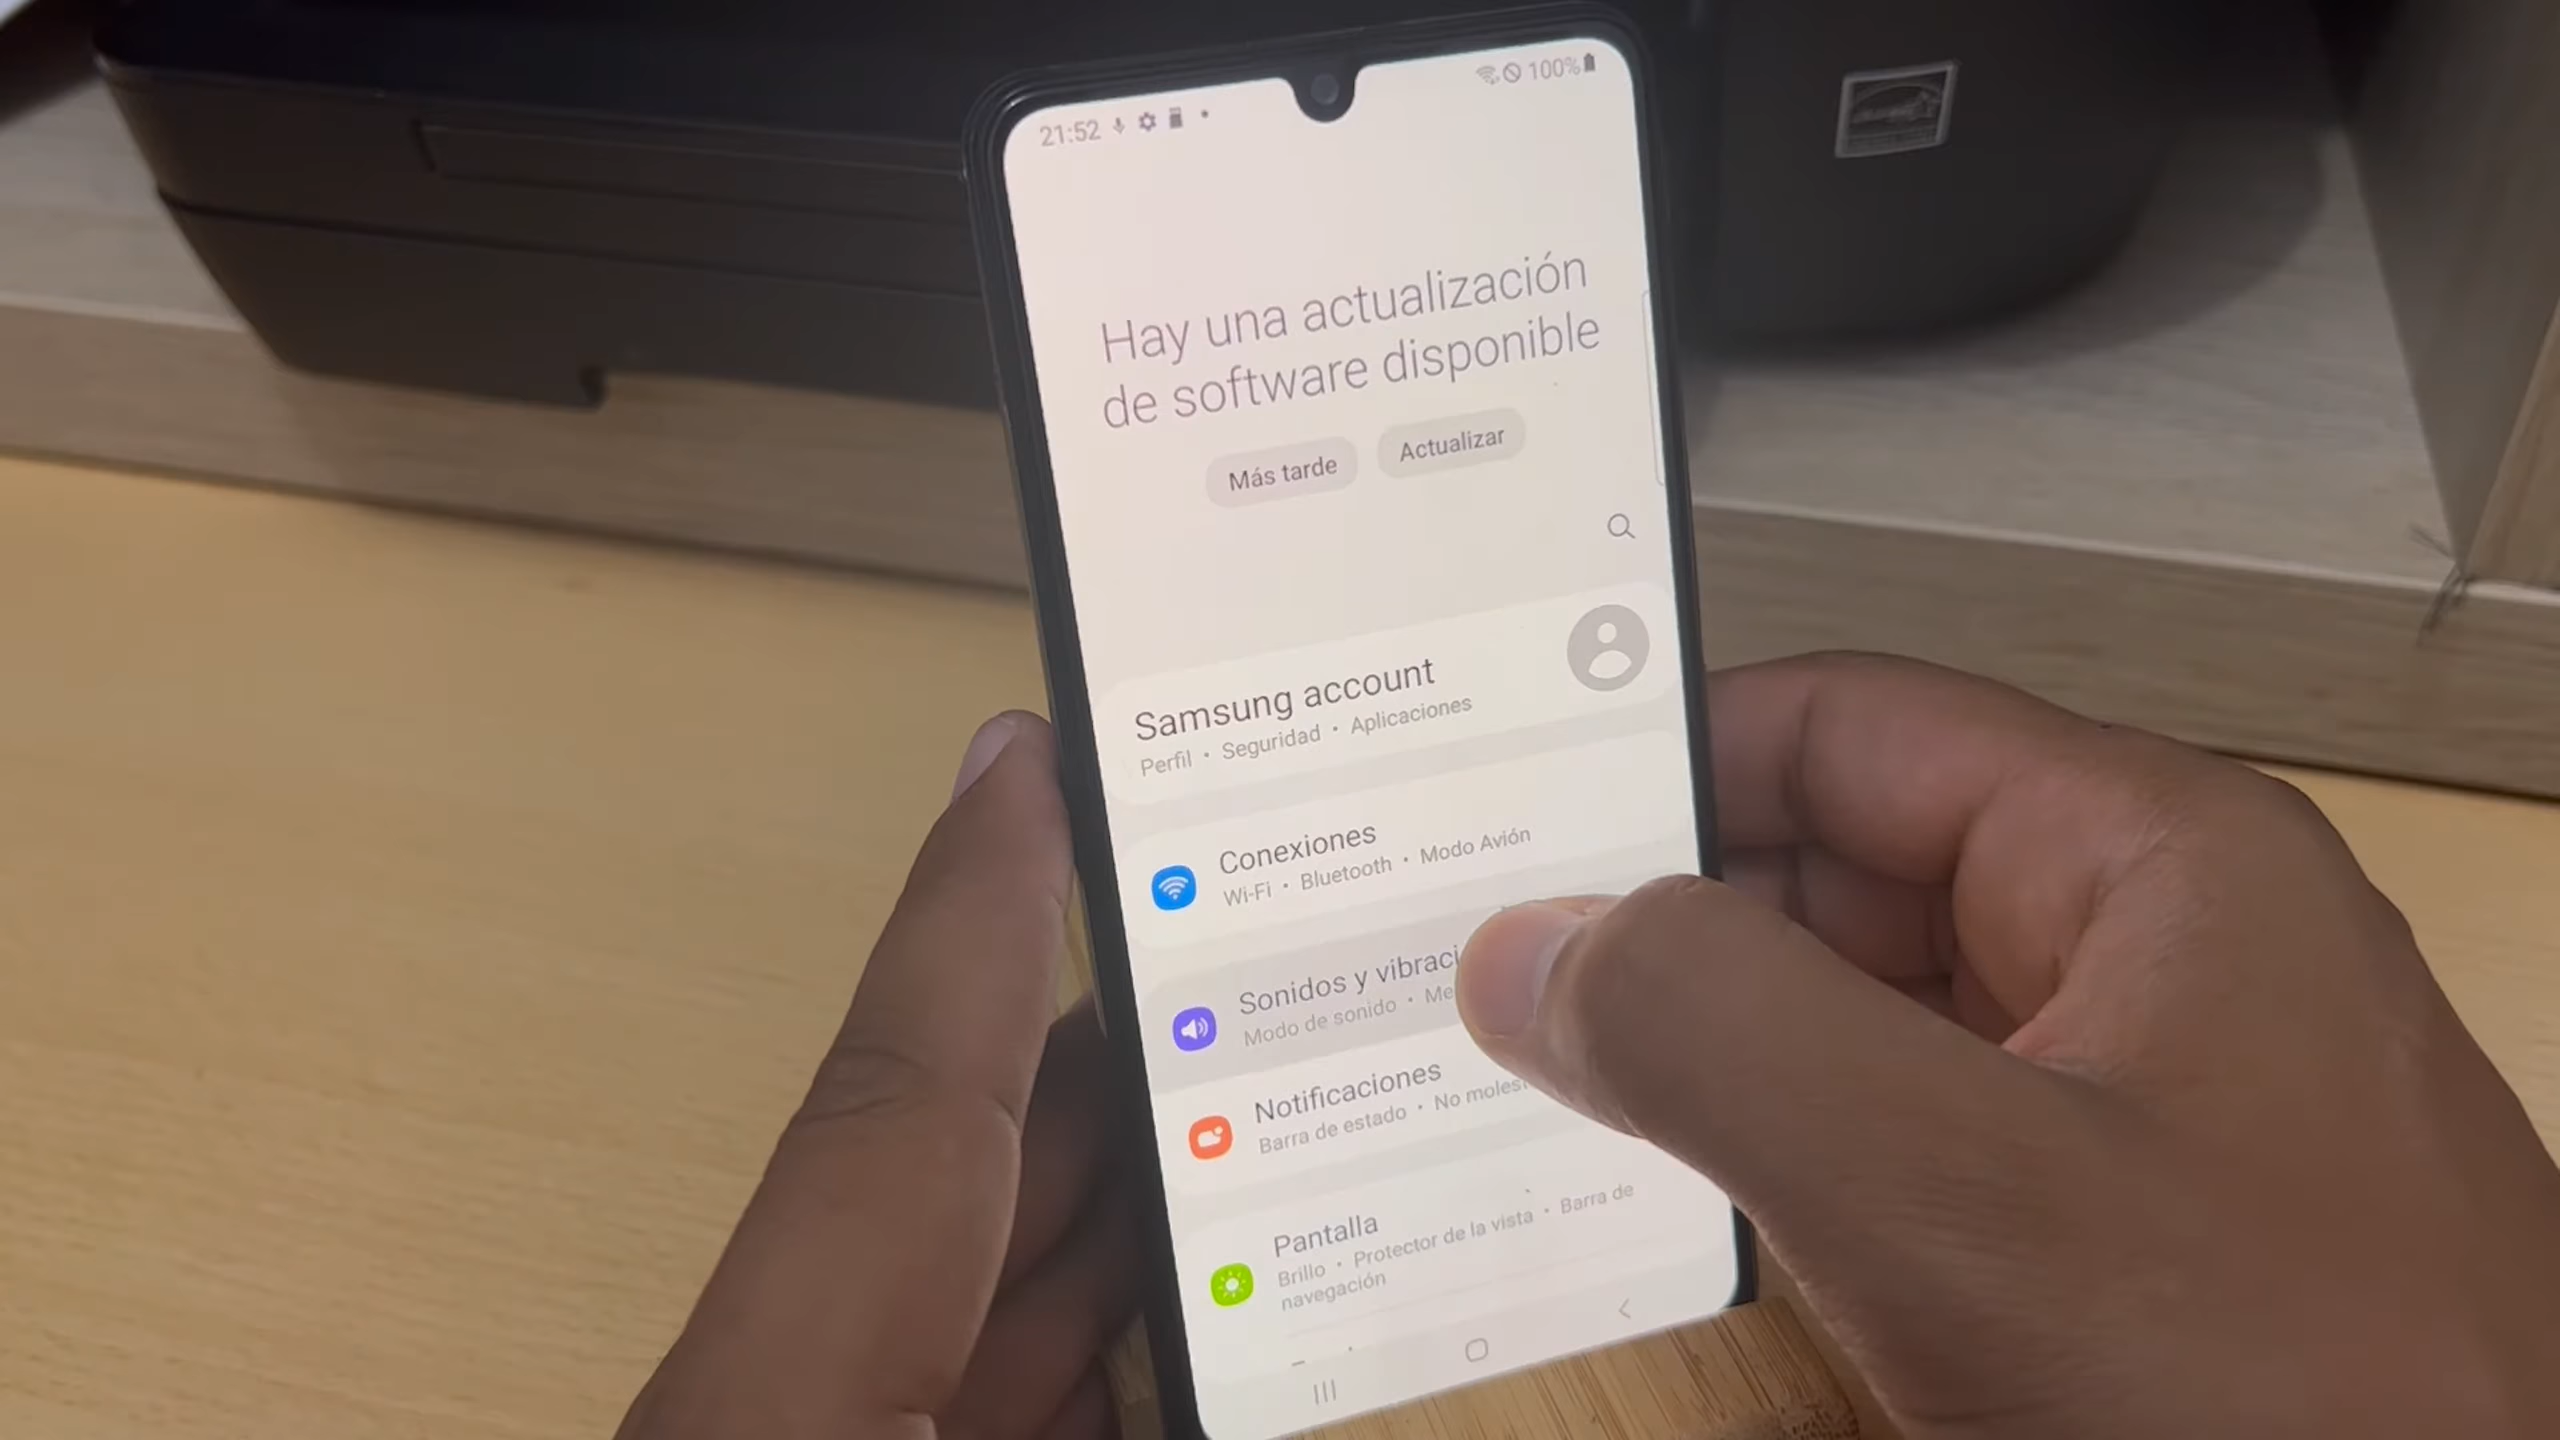 21:52
100%
Hay una actualización
de software disponible
Más tarde
Actualizar
Samsung account
Perfil • Seguridad • Aplicaciones
Conexiones
Wi-Fi • Bluetooth • Modo Avión
Sonidos y vibraci
Modo de sonido • Me
Notificaciones
Barra de estado • No moles
Pantalla
Brillo • Protector de la vista • Barra de
navegación